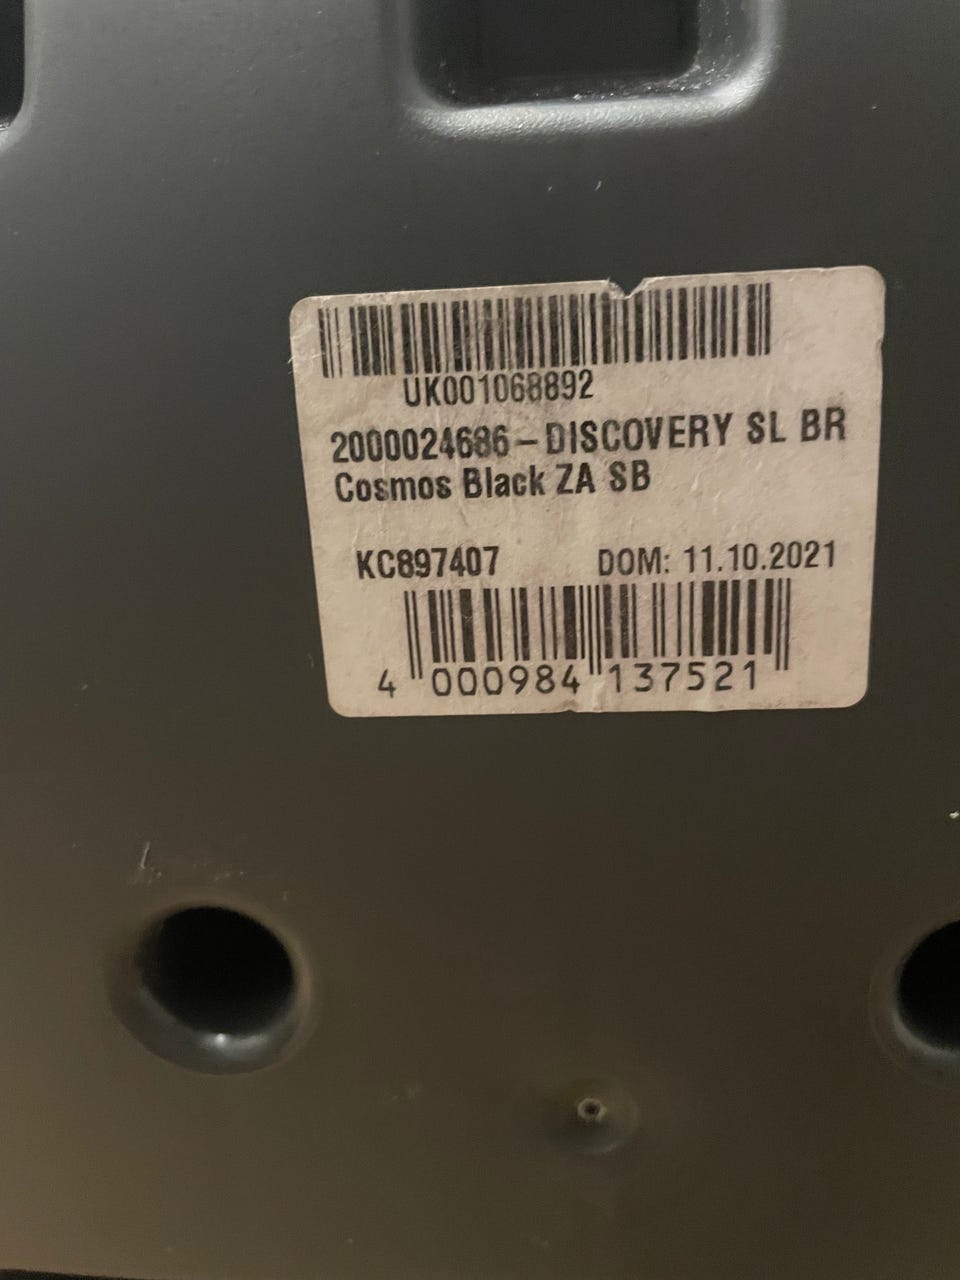 UK001068892
2000024686 – DISCOVERY SL BR
Cosmos Black ZA SB
KC897407 DOM: 11.10.2021
4 000984 137521